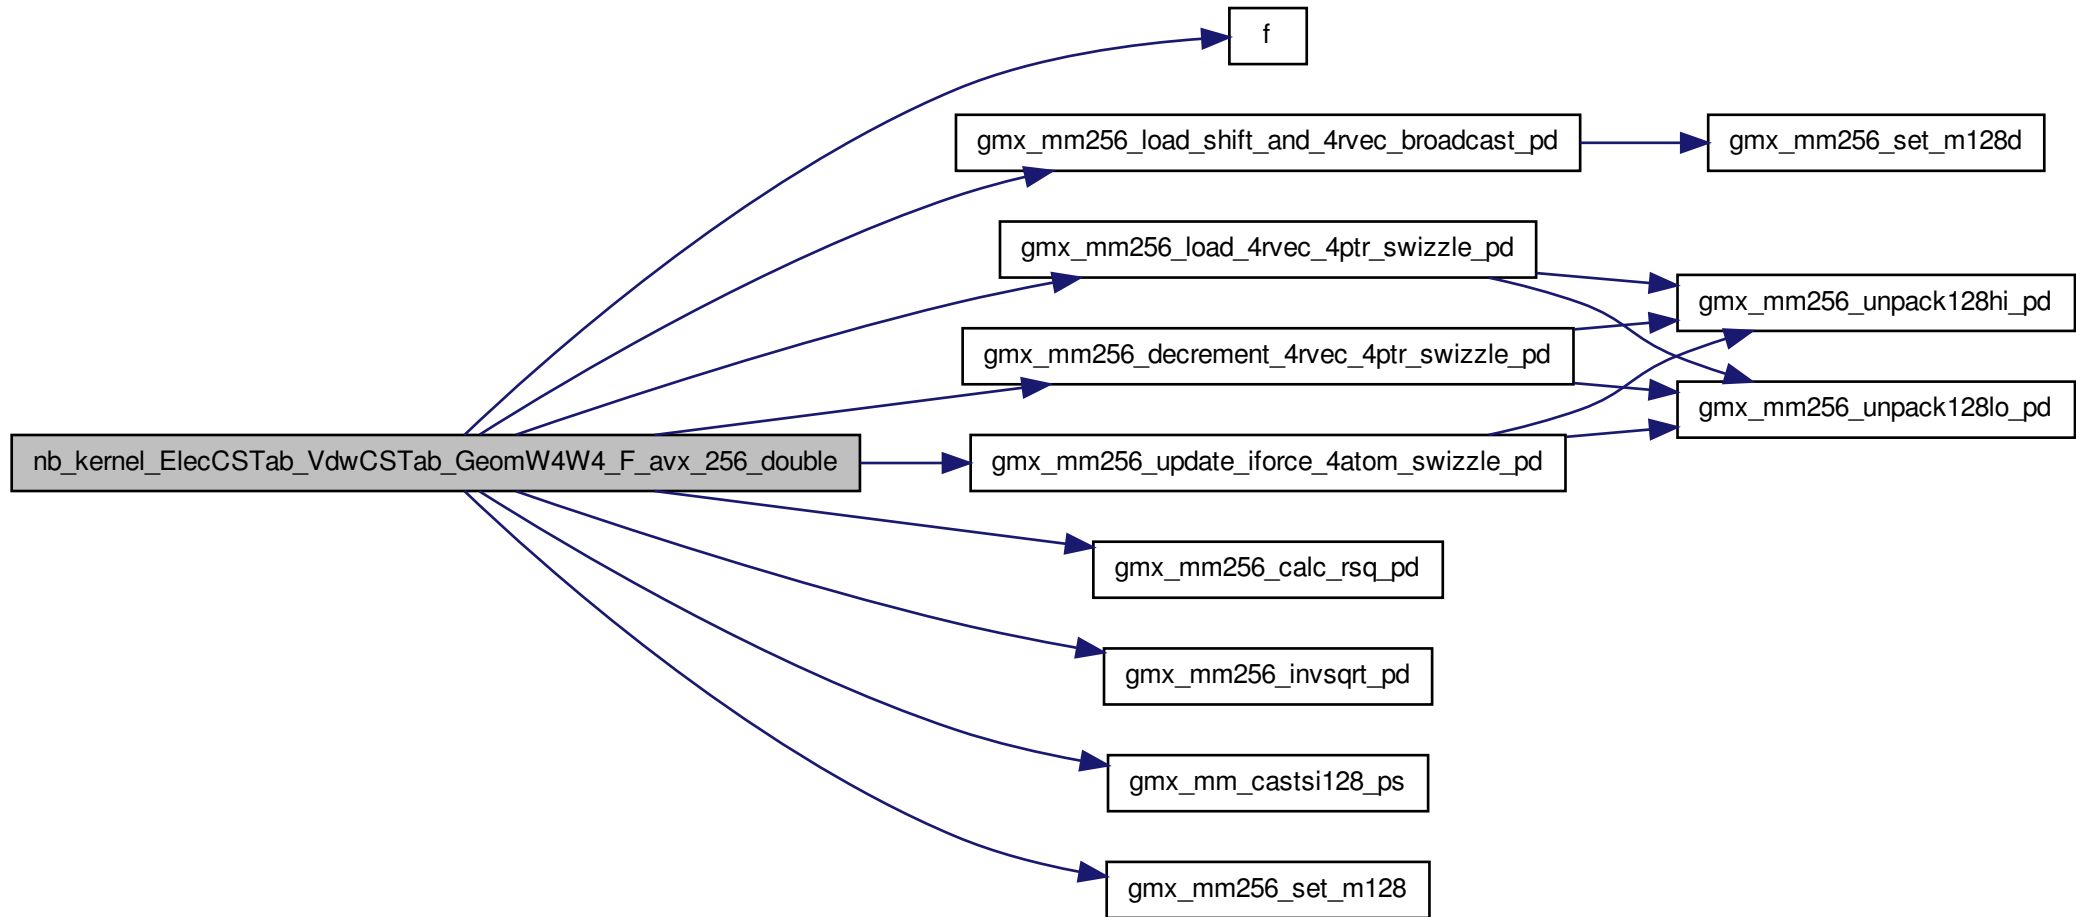 f
gmx_mm256_load_shift_and_4rvec_broadcast_pd
gmx_mm256_set_m128d
gmx_mm256_load_4rvec_4ptr_swizzle_pd
gmx_mm256_unpack128hi_pd
gmx_mm256_decrement_4rvec_4ptr_swizzle_pd
gmx_mm256_unpack128lo_pd
nb_kernel_ElecCSTab_VdwCSTab_GeomW4W4_F_avx_256_double
gmx_mm256_update_iforce_4atom_swizzle_pd
gmx_mm256_calc_rsq_pd
gmx_mm256_invsqrt_pd
gmx_mm_castsi128_ps
gmx_mm256_set_m128